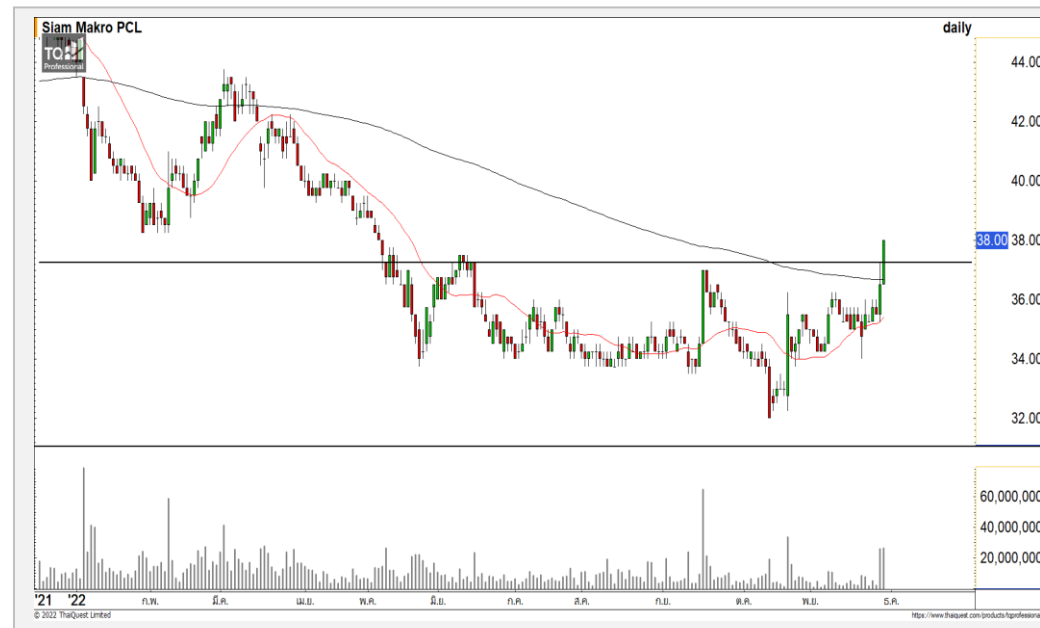 Siam Makro PCL
daily
TQ
Professional
44.00
42.00
40.00
38.00
38.00
36.00
34.00
32.00
60,000,000
40,000,000
20,000,000
'21 '22 ก.พ. มี.ค. เม.ย. พ.ค. มิ.ย. ก.ค. ส.ค. ก.ย. ต.ค. พ.ย. ธ.ค.
© 2022 ThaiQuest Limited
https://www.thaiquest.com/products/tqprofessional